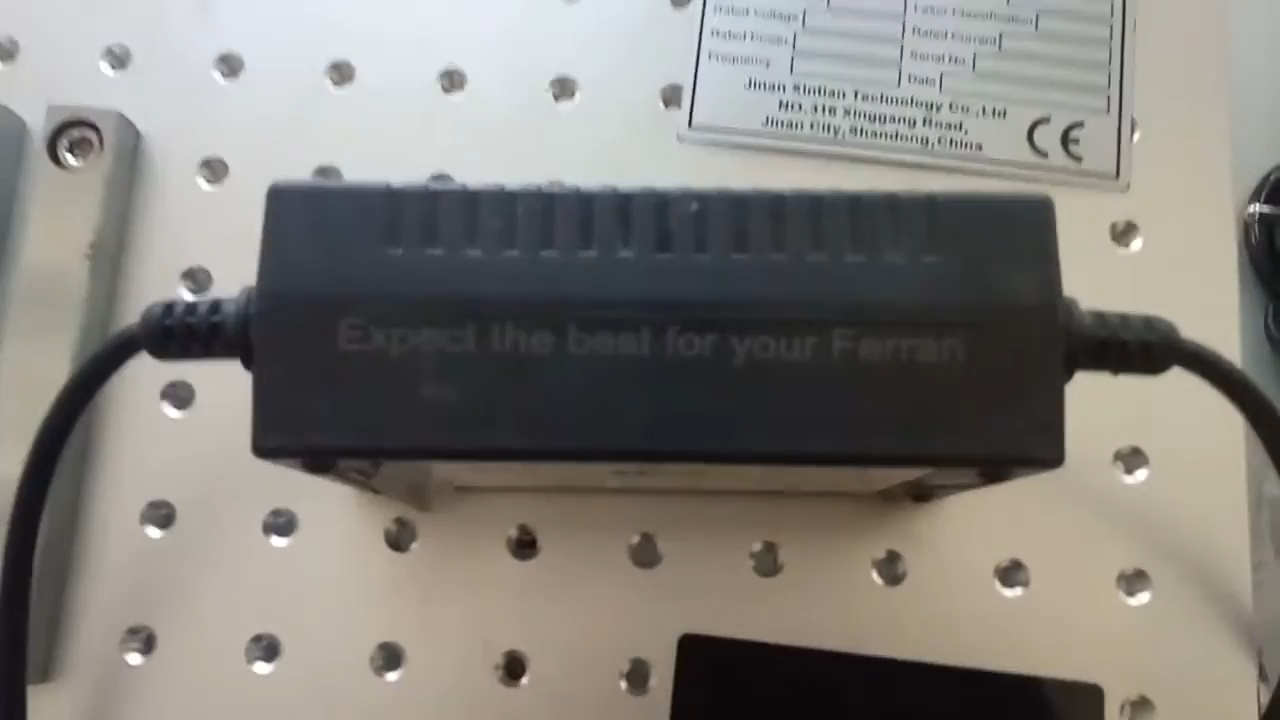 Rated Voltage
Laser Classification
Rated Power
Rated Current
Frequency
Serial No.
Date
Jinan Xintian Technology Co.,Ltd
NO.316 Xinggang Road,
Jinan City,Shandong,China
CE
Expect the best for your Ferrari